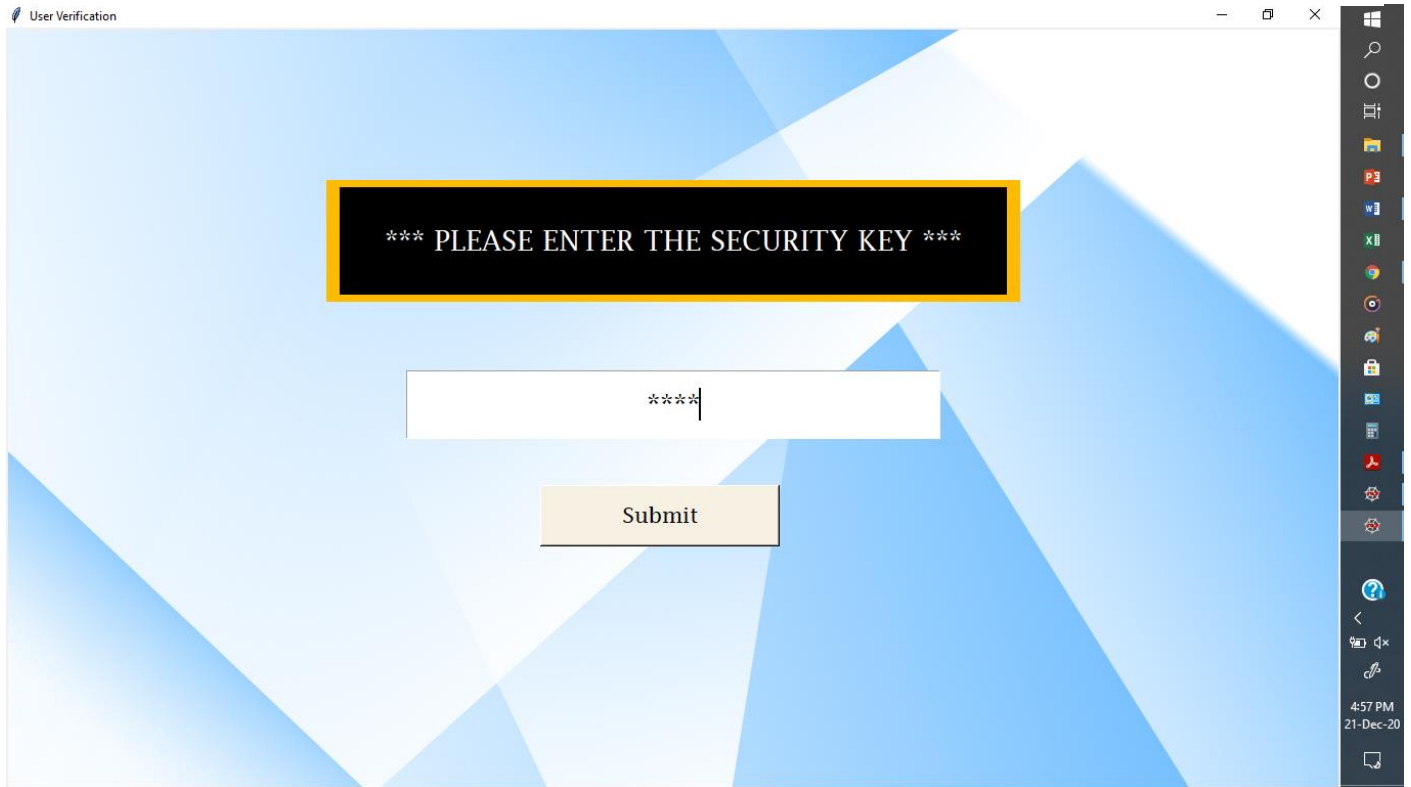 User Verification
*** PLEASE ENTER THE SECURITY KEY ***
****
Submit
4:57 PM
21-Dec-20